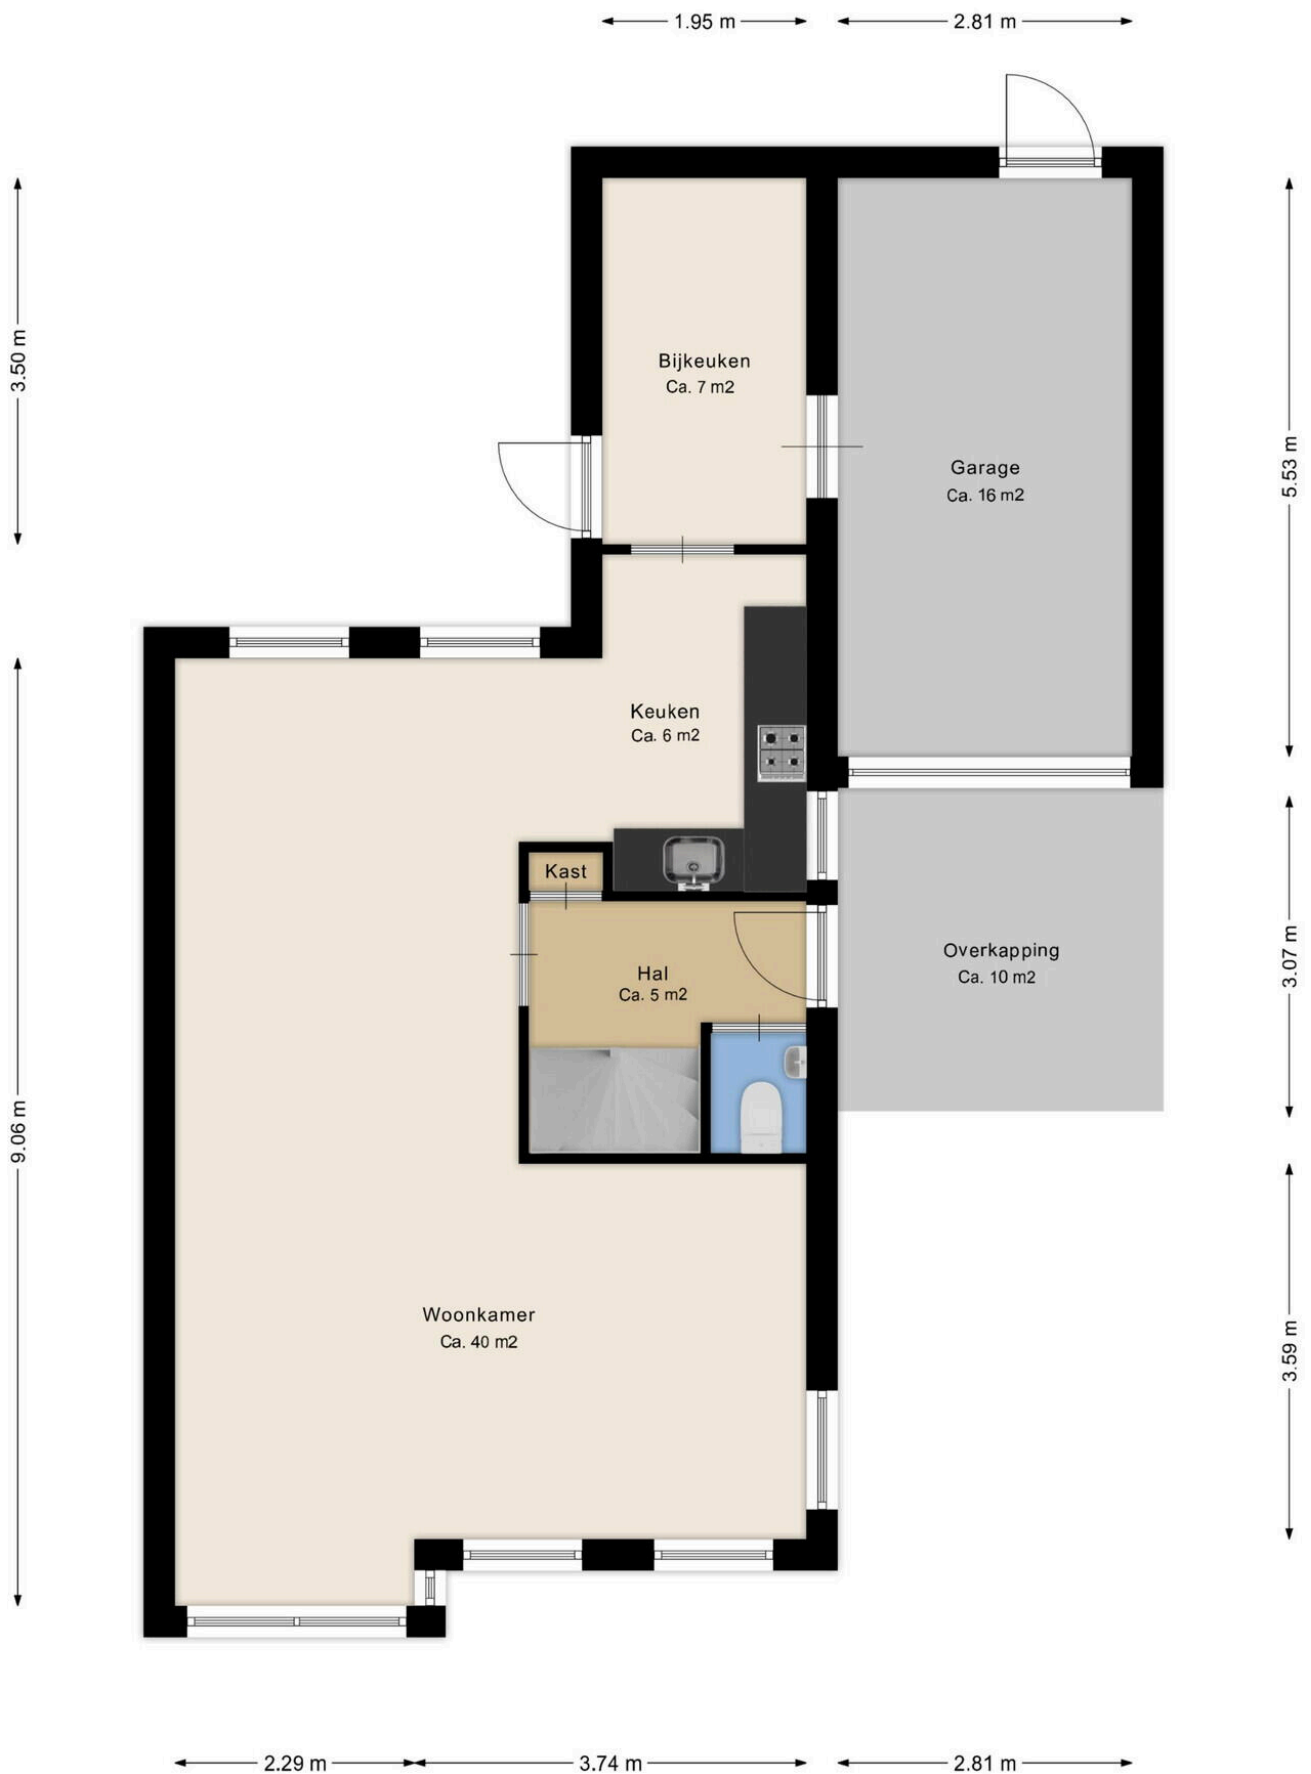 1.95 m
2.81 m
3.50 m
Bijkeuken
Ca. 7 m2
5.53 m
Garage
Ca. 16 m2
Keuken
Ca. 6 m2
Kast
Hal
Ca. 5 m2
Overkapping
Ca. 10 m2
3.07 m
9.06 m
Woonkamer
Ca. 40 m2
3.59 m
2.29 m
3.74 m
2.81 m